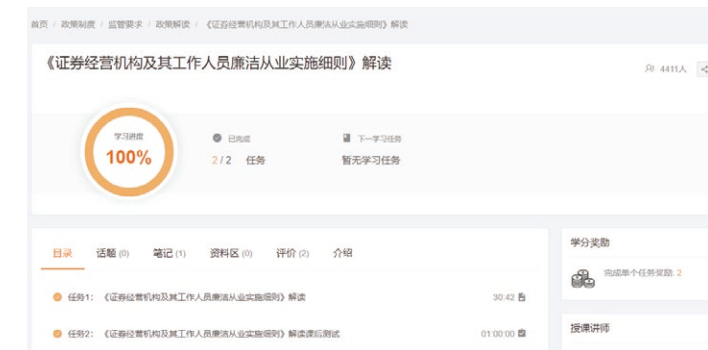 首页 / 政策制度 / 监管要求 / 政策解读 / 《证券经营机构及其工作人员廉洁从业实施细则》解读
《证券经营机构及其工作人员廉洁从业实施细则》解读
4411人
学习进度
100%
已完成
2 / 2 任务
下一学习任务
暂无学习任务
目录 话题 (0) 笔记 (1) 资料区 (0) 评价 (2) 介绍
任务1: 《证券经营机构及其工作人员廉洁从业实施细则》解读 30:42
任务2: 《证券经营机构及其工作人员廉洁从业实施细则》解读课后测试 01:00:00
学分奖励
完成单个任务奖励: 2
授课讲师